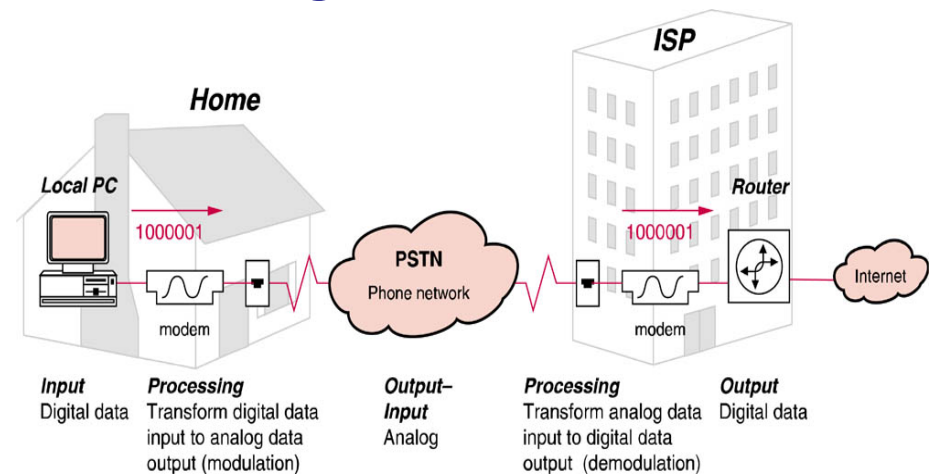 ISP
Home
Local PC
Router
1000001
1000001
PSTN
Phone network
Internet
modem
modem
Input
Digital data
Processing
Transform digital data
input to analog data
output (modulation)
Output–
Input
Analog
Processing
Transform analog data
input to digital data
output (demodulation)
Output
Digital data